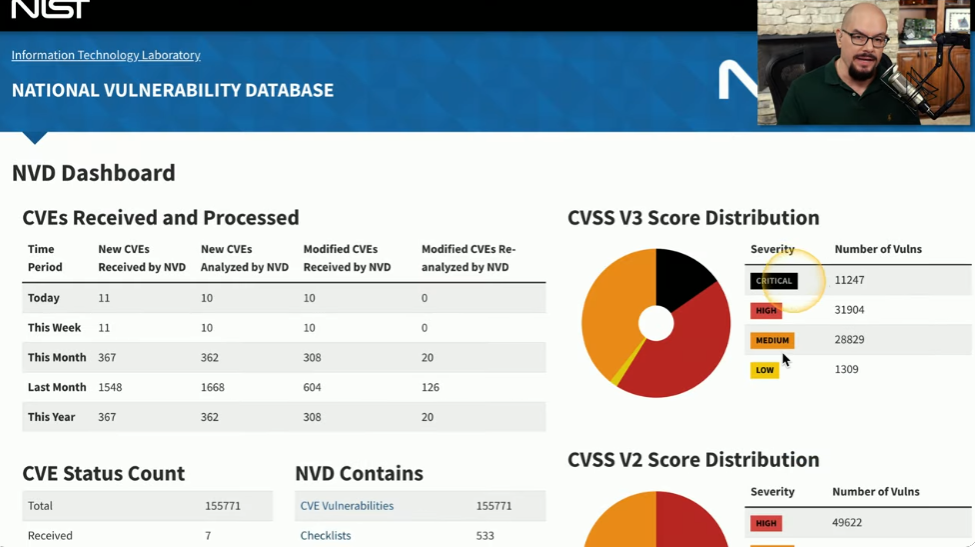 NIST
Information Technology Laboratory
NATIONAL VULNERABILITY DATABASE
NVD Dashboard
CVEs Received and Processed
Time Period New CVEs Received by NVD New CVEs Analyzed by NVD Modified CVEs Received by NVD Modified CVEs Re-analyzed by NVD
Today 11 10 10 0
This Week 11 10 10 0
This Month 367 362 308 20
Last Month 1548 1668 604 126
This Year 367 362 308 20
CVSS V3 Score Distribution
Severity Number of Vulns
CRITICAL 11247
HIGH 31904
MEDIUM 28829
LOW 1309
CVE Status Count
Total 155771
Received 7
NVD Contains
CVE Vulnerabilities 155771
Checklists 533
CVSS V2 Score Distribution
Severity Number of Vulns
HIGH 49622